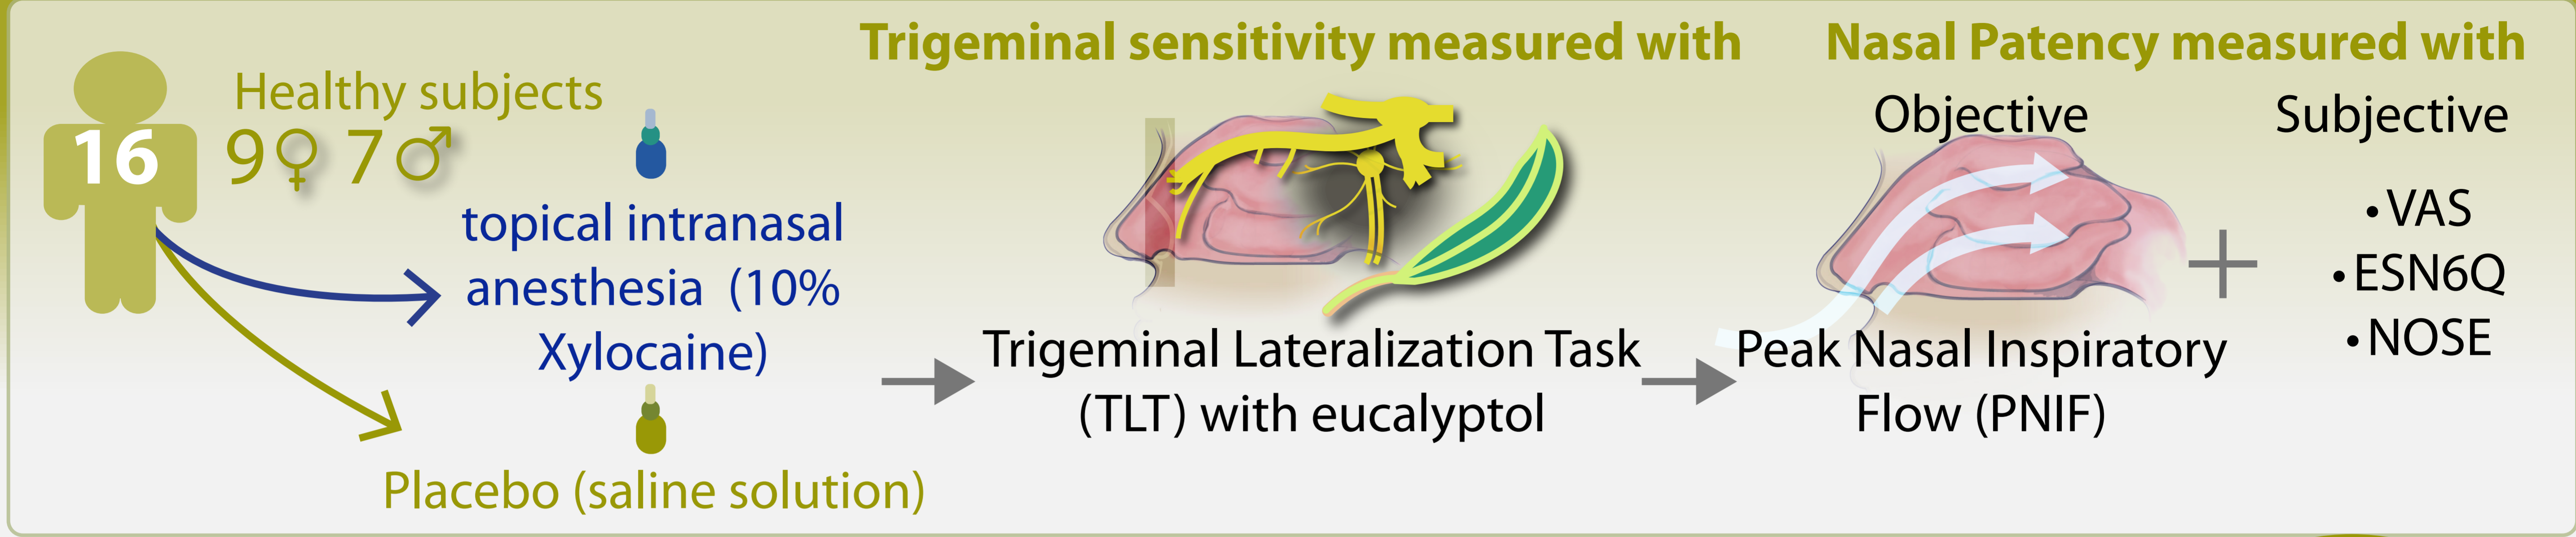 Healthy subjects
16
9♀ 7♂
topical intranasal
anesthesia (10%
Xylocaine)
Placebo (saline solution)
Trigeminal sensitivity measured with
Trigeminal Lateralization Task
(TLT) with eucalyptol
Nasal Patency measured with
Objective
Peak Nasal Inspiratory
Flow (PNIF)
+
Subjective
•VAS
•ESN6Q
•NOSE